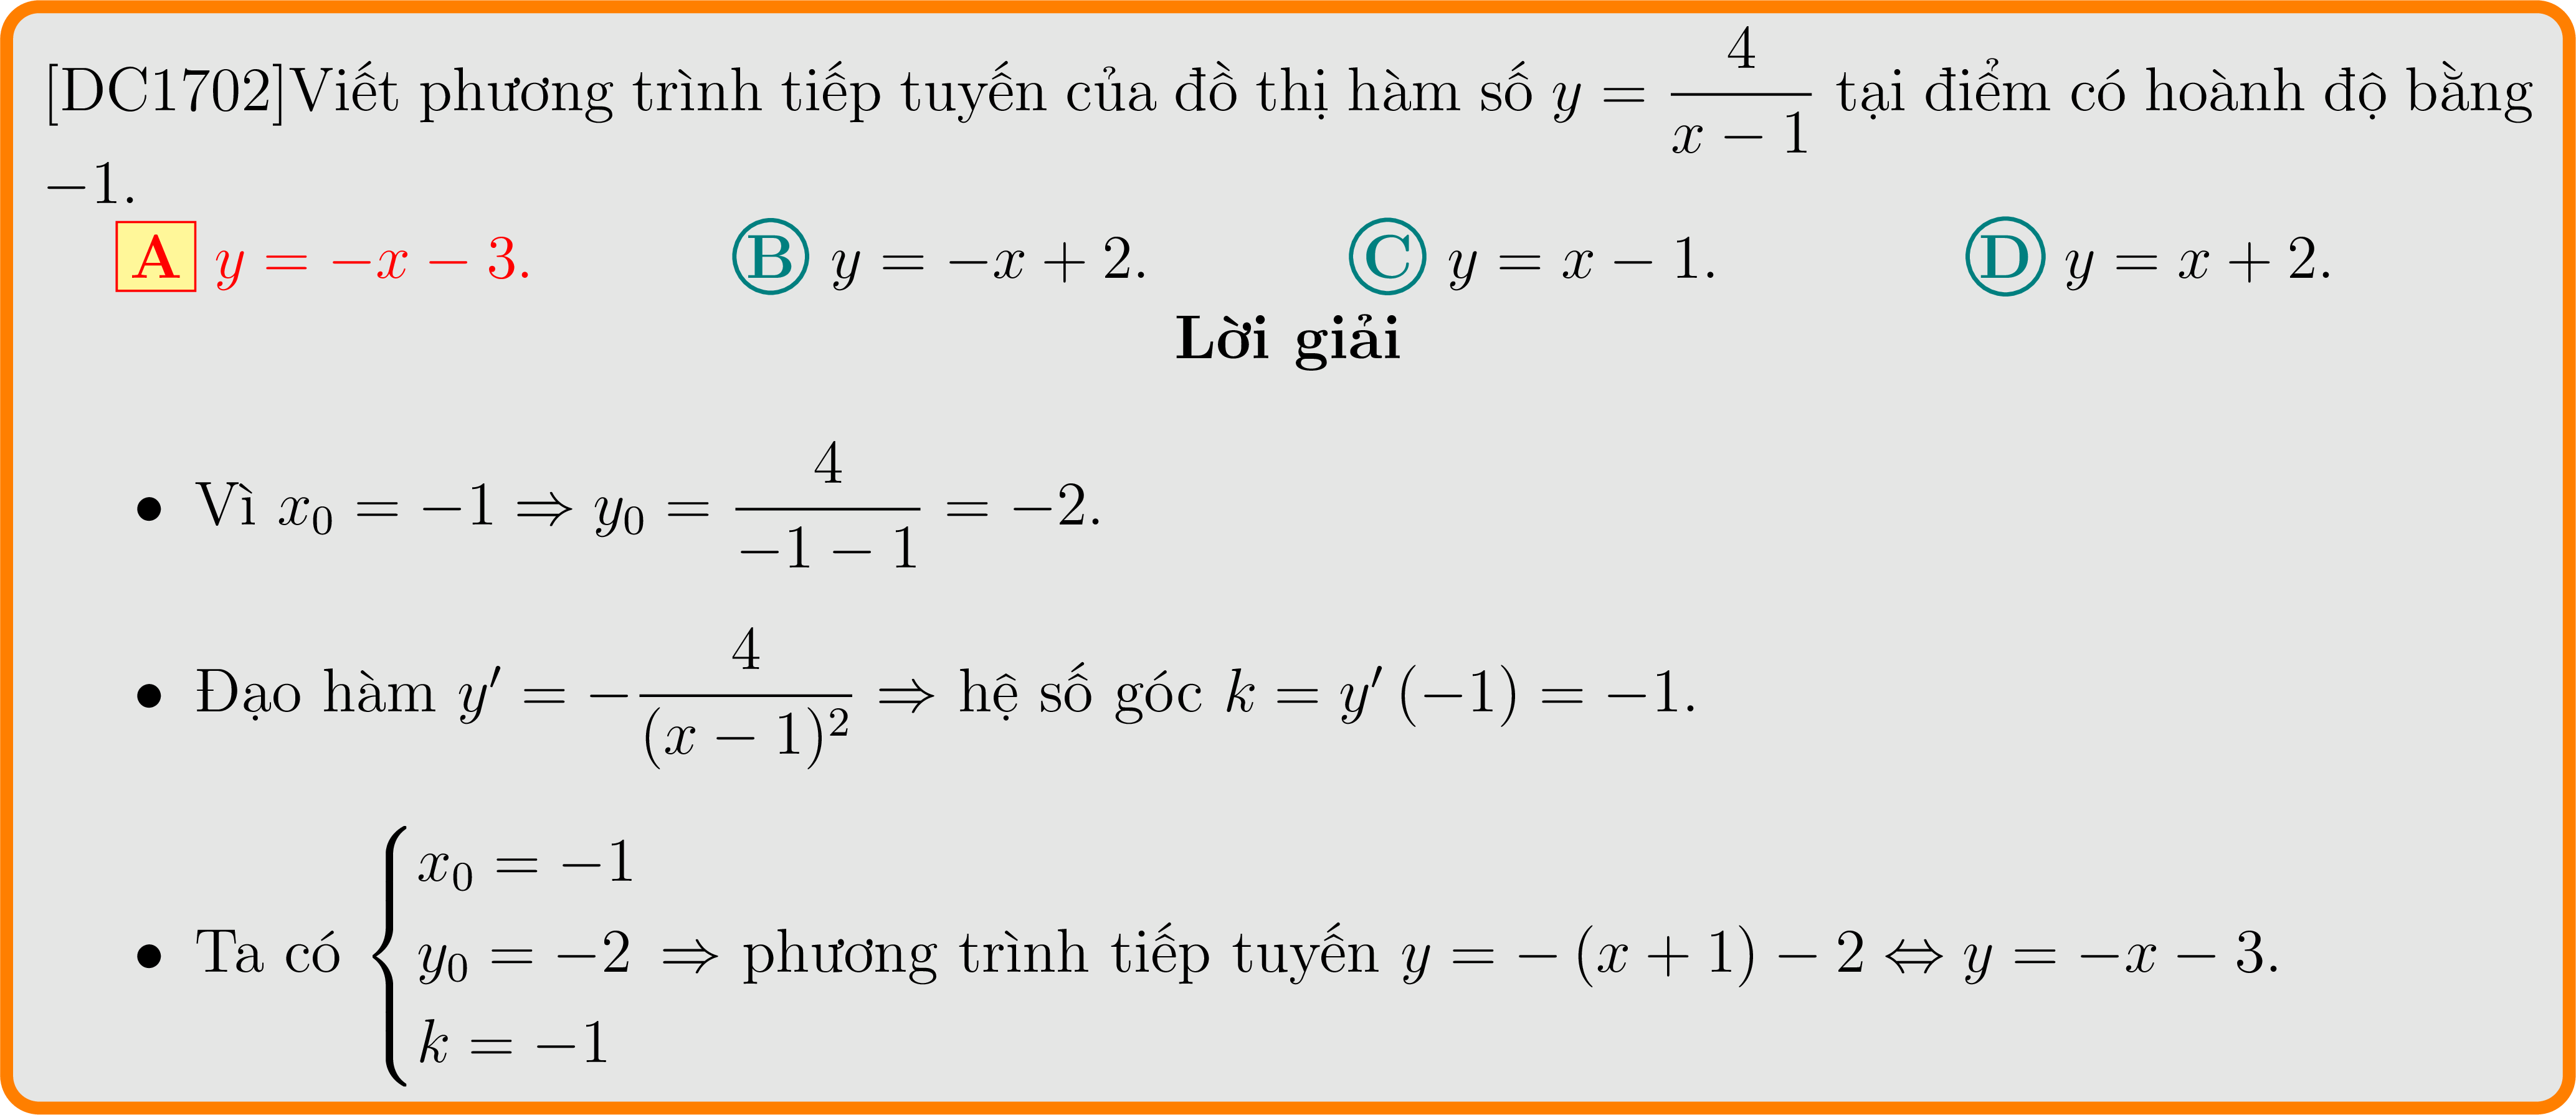 [DC1702]Viết phương trình tiếp tuyến của đồ thị hàm số $y = \dfrac{4}{x-1}$ tại điểm có hoành độ bằng
$-1$.
A $y = -x - 3$. B $y = -x + 2$. C $y = x - 1$. D $y = x + 2$.
Lời giải
• Vì $x_0 = -1 \Rightarrow y_0 = \dfrac{4}{-1-1} = -2$.
• Đạo hàm $y' = -\dfrac{4}{(x-1)^2} \Rightarrow$ hệ số góc $k = y'(-1) = -1$.
• Ta có $\begin{cases} x_0 = -1 \\ y_0 = -2 \\ k = -1 \end{cases} \Rightarrow$ phương trình tiếp tuyến $y = -(x+1) - 2 \Leftrightarrow y = -x - 3$.